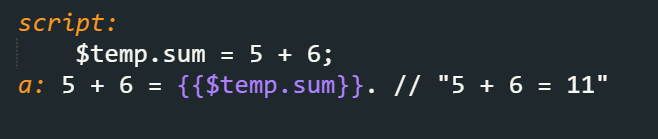 script:
$temp.sum = 5 + 6;
a: 5 + 6 = {{$temp.sum}}. // "5 + 6 = 11"